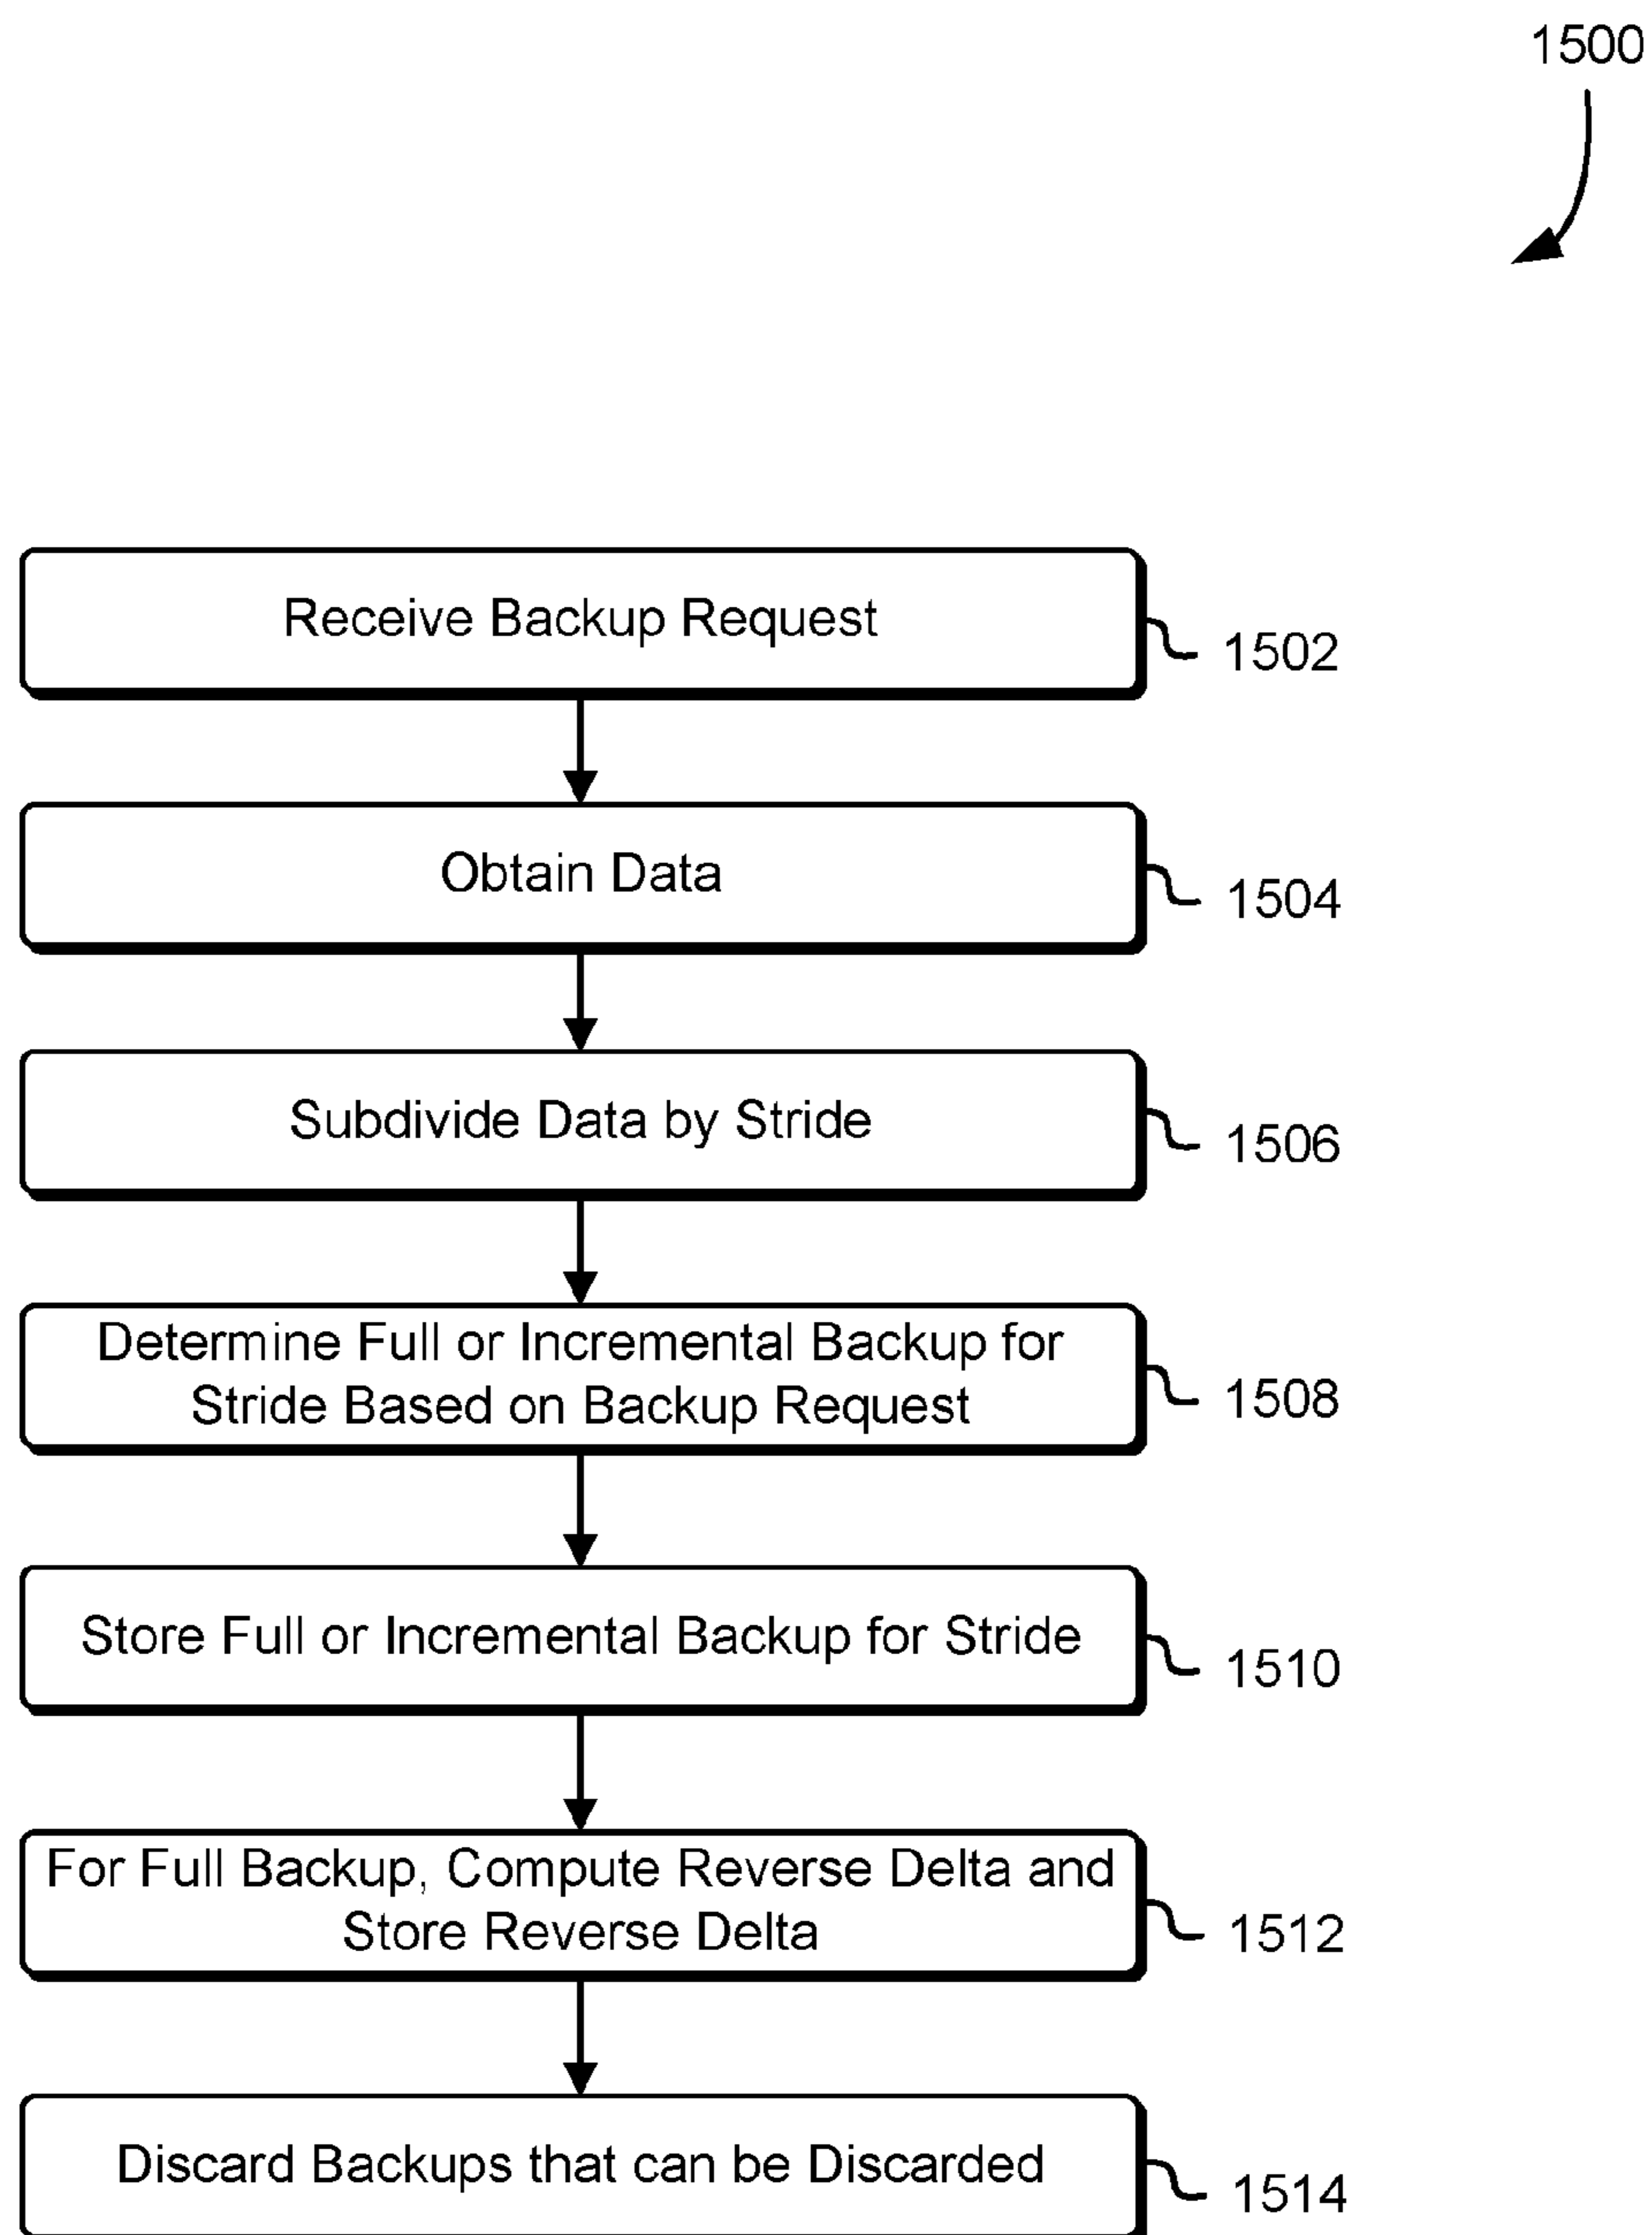 1500
Receive Backup Request
1502
Obtain Data
1504
Subdivide Data by Stride
1506
Determine Full or Incremental Backup for
Stride Based on Backup Request
1508
Store Full or Incremental Backup for Stride
1510
For Full Backup, Compute Reverse Delta and
Store Reverse Delta
1512
Discard Backups that can be Discarded
1514